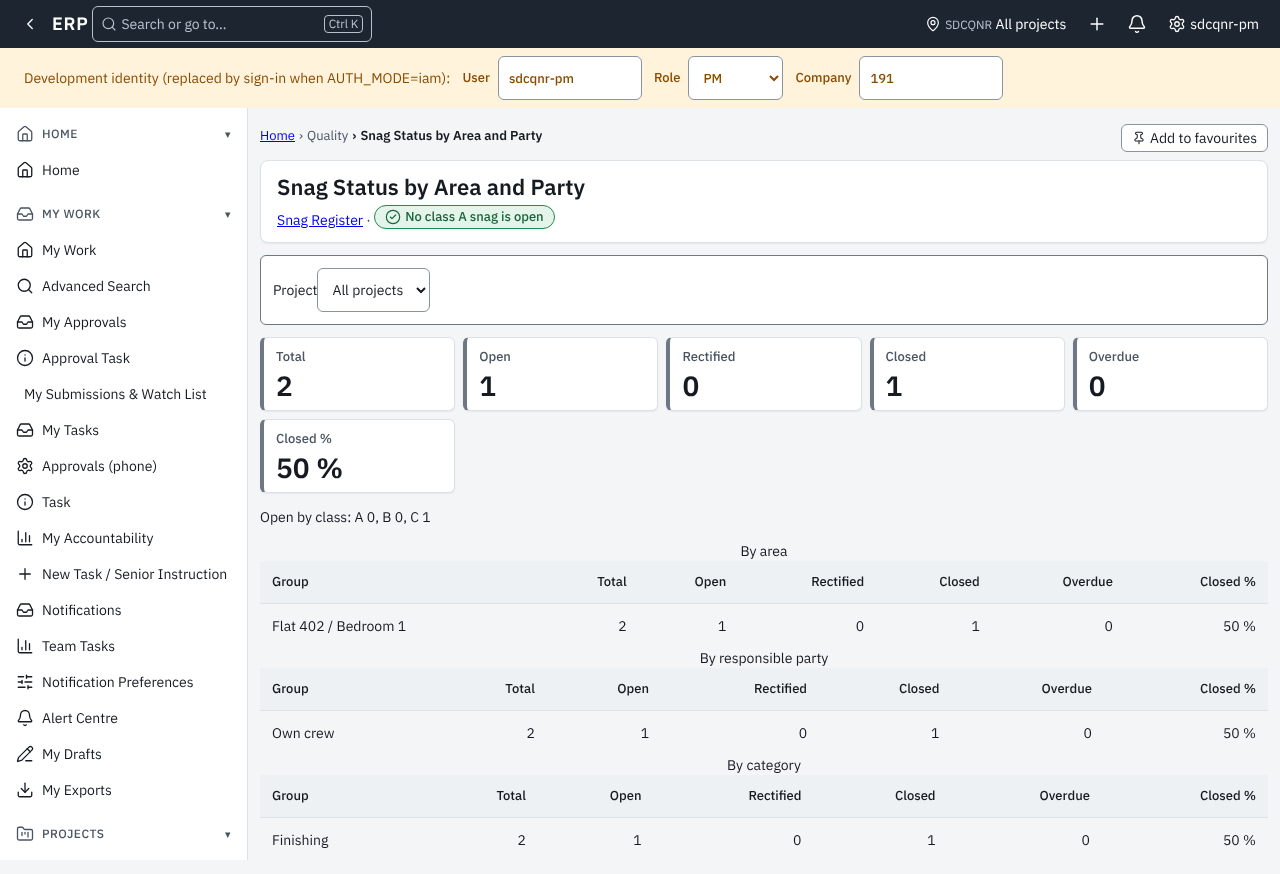 ERP
Search or go to... Ctrl K
SDCQNR All projects
sdcqnr-pm
Development identity (replaced by sign-in when AUTH_MODE=iam): User sdcqnr-pm Role PM Company 191
HOME
Home
MY WORK
My Work
Advanced Search
My Approvals
Approval Task
My Submissions & Watch List
My Tasks
Approvals (phone)
Task
My Accountability
New Task / Senior Instruction
Notifications
Team Tasks
Notification Preferences
Alert Centre
My Drafts
My Exports
PROJECTS
Home › Quality › Snag Status by Area and Party
Add to favourites
Snag Status by Area and Party
Snag Register · No class A snag is open
Project All projects
Total
2
Open
1
Rectified
0
Closed
1
Overdue
0
Closed %
50 %
Open by class: A 0, B 0, C 1
By area
Group Total Open Rectified Closed Overdue Closed %
Flat 402 / Bedroom 1 2 1 0 1 0 50 %
By responsible party
Group Total Open Rectified Closed Overdue Closed %
Own crew 2 1 0 1 0 50 %
By category
Group Total Open Rectified Closed Overdue Closed %
Finishing 2 1 0 1 0 50 %